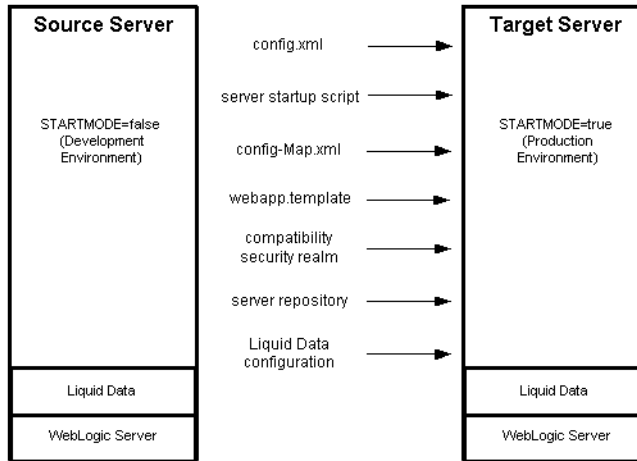 Source Server
STARTMODE=false
(Development
Environment)
Liquid Data
WebLogic Server
config.xml
server startup script
config-Map.xml
webapp.template
compatibility
security realm
server repository
Liquid Data
configuration
Target Server
STARTMODE=true
(Production
Environment)
Liquid Data
WebLogic Server